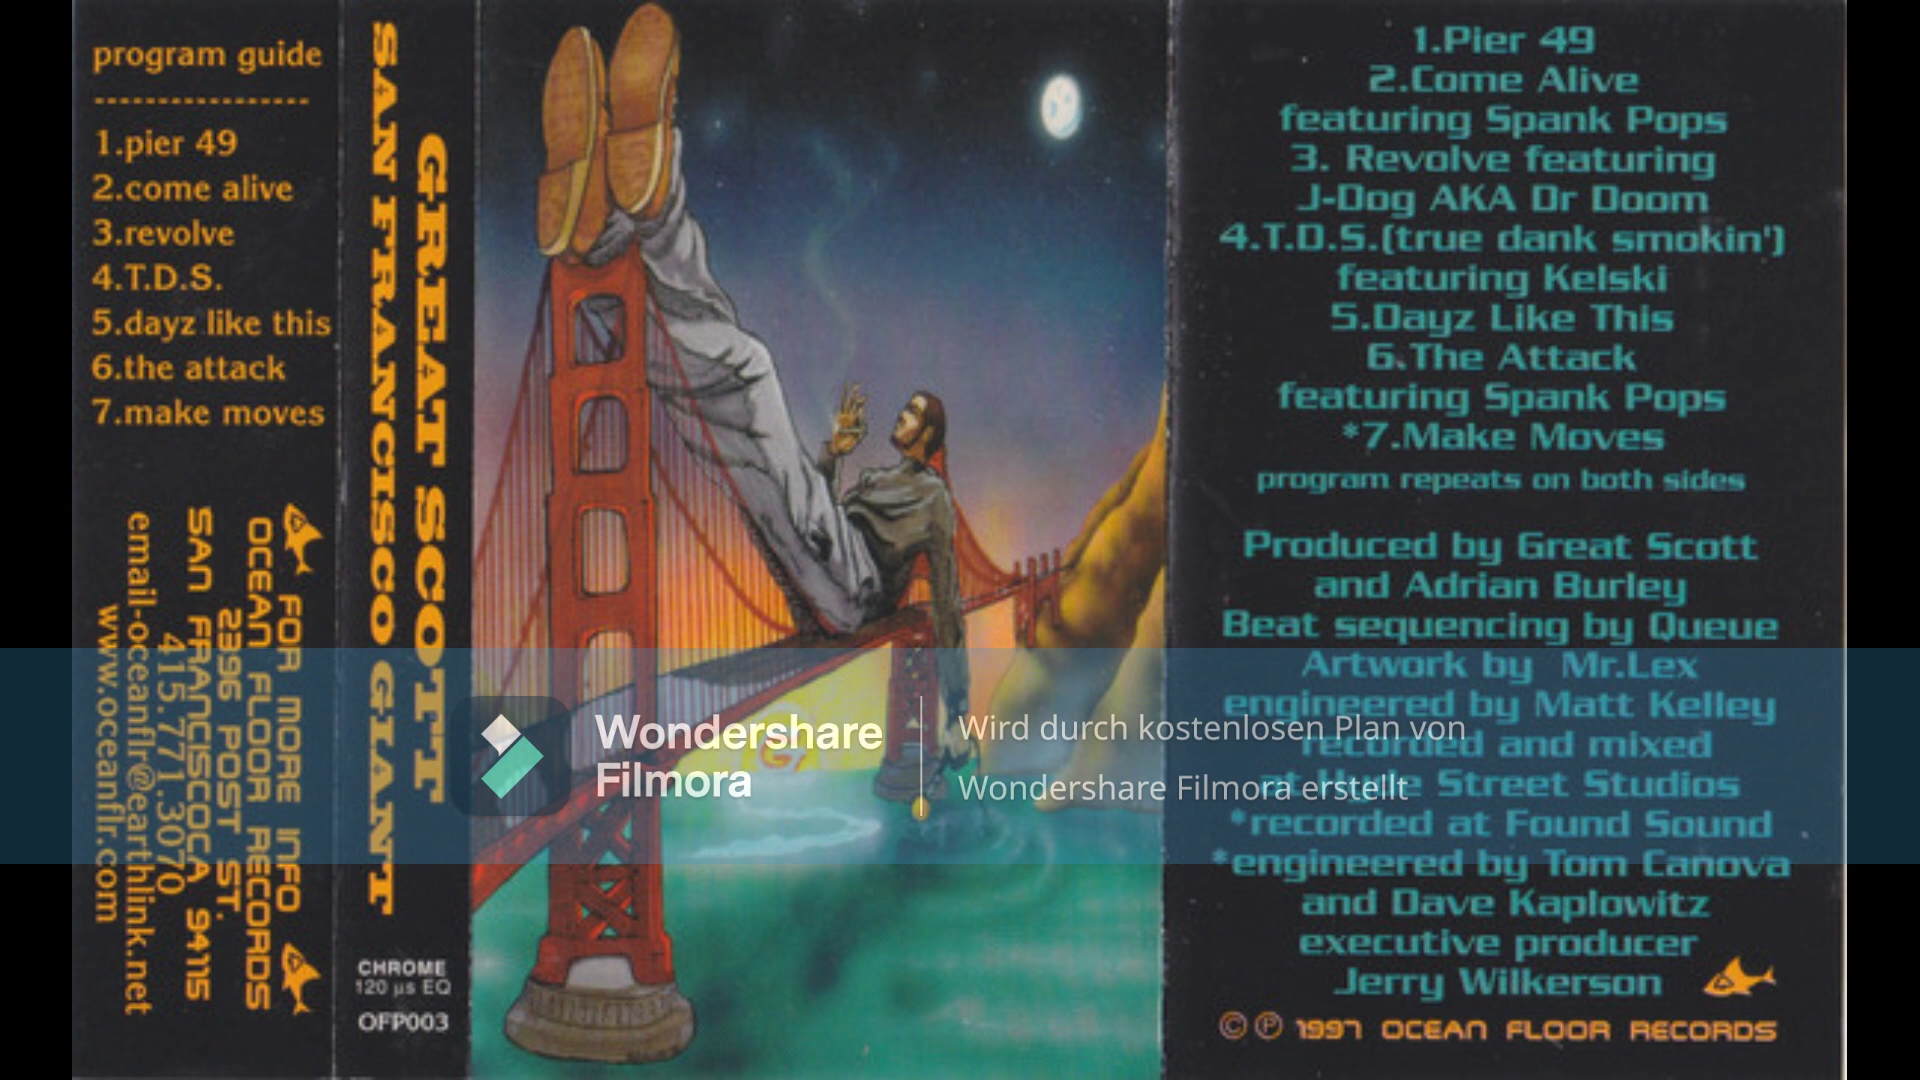 program guide
-----------------
1.pier 49
2.come alive
3.revolve
4.T.D.S.
5.dayz like this
6.the attack
7.make moves
FOR MORE INFO
OCEAN FLOOR RECORDS
2396 POST ST.
SAN FRANCISCOCA 94115
415.771.3070
email-oceanflr@earthlink.net
www.oceanflr.com
GREAT SCOTT
SAN FRANCISCO GIANT
CHROME
120 µs EQ
OFP003
1.Pier 49
2.Come Alive
featuring Spank Pops
3. Revolve featuring
J-Dog AKA Dr Doom
4.T.D.S.(true dank smokin')
featuring Kelski
5.Dayz Like This
6.The Attack
featuring Spank Pops
*7.Make Moves
program repeats on both sides
Produced by Great Scott
and Adrian Burley
Beat sequencing by Queue
Artwork by Mr.Lex
engineered by Matt Kelley
recorded and mixed
at Hyde Street Studios
*recorded at Found Sound
*engineered by Tom Canova
and Dave Kaplowitz
executive producer
Jerry Wilkerson
© ℗ 1997 OCEAN FLOOR RECORDS
Wondershare
Filmora
Wird durch kostenlosen Plan von
Wondershare Filmora erstellt